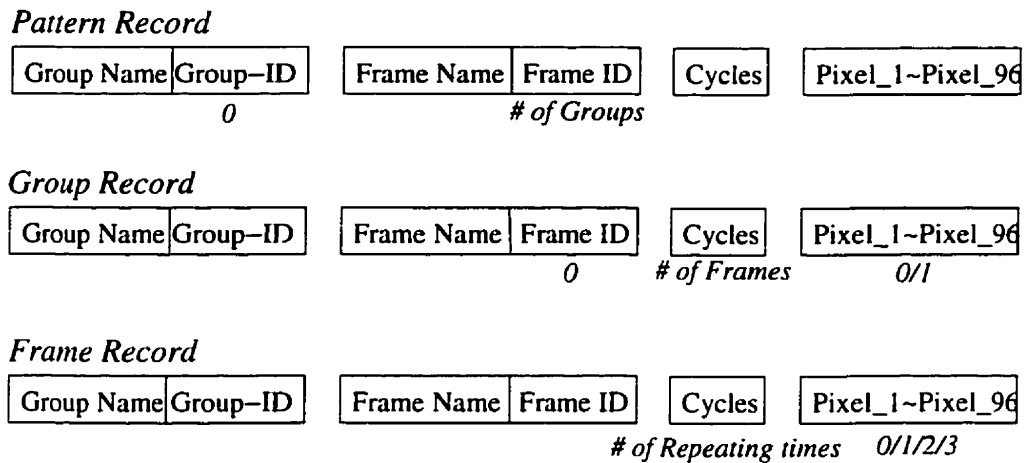 Pattern Record
Group Name Group–ID Frame Name Frame ID Cycles Pixel_1~Pixel_96
0 # of Groups
Group Record
Group Name Group–ID Frame Name Frame ID Cycles Pixel_1~Pixel_96
0 # of Frames 0/1
Frame Record
Group Name Group–ID Frame Name Frame ID Cycles Pixel_1~Pixel_96
# of Repeating times 0/1/2/3